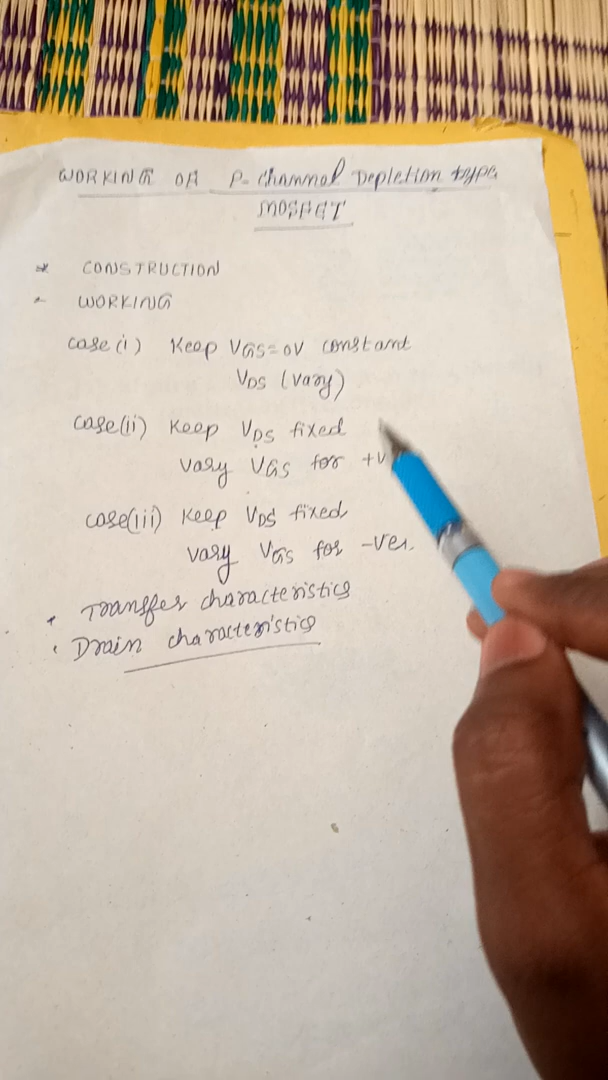 WORKING OF P-Channel Depletion type
MOSFET
* CONSTRUCTION
* WORKING
case(i) Keep VGS=0V constant
VDS (vary)
case(ii) Keep VDS fixed
vary VGS for +v
case(iii) Keep VDS fixed
vary VGS for -ve.
* Transfer characteristics
* Drain characteristics